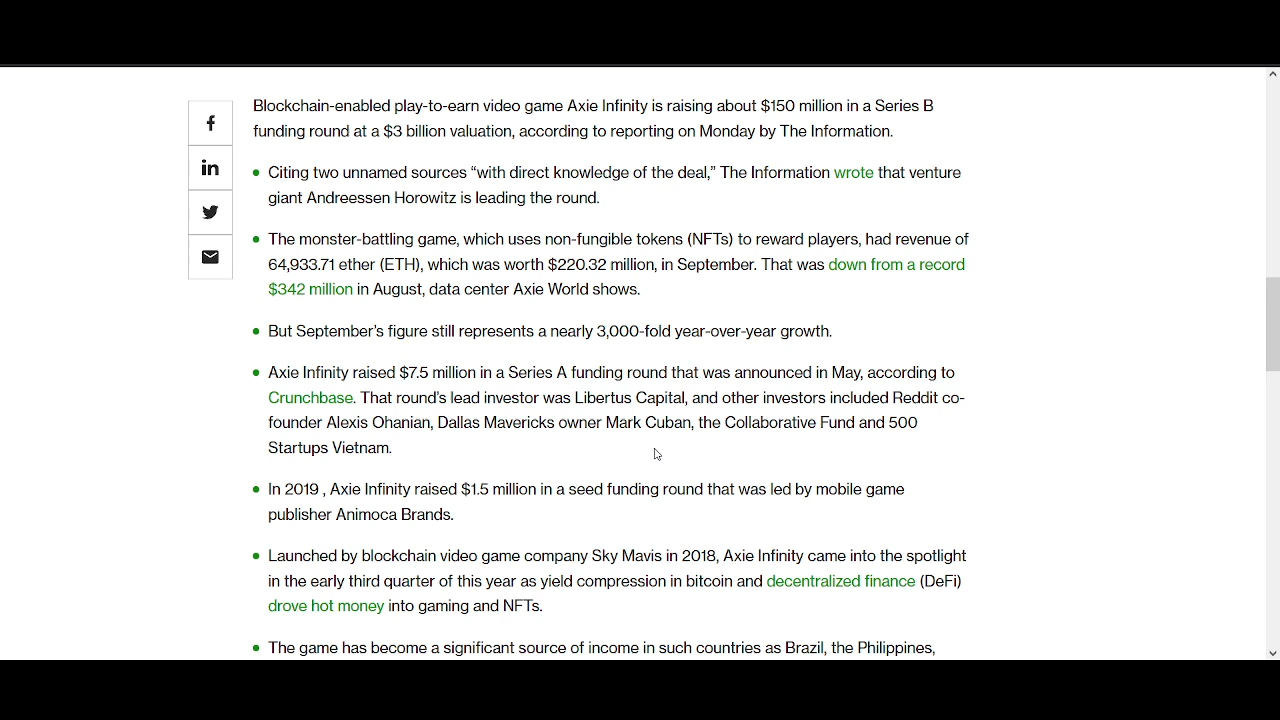 Blockchain-enabled play-to-earn video game Axie Infinity is raising about $150 million in a Series B
funding round at a $3 billion valuation, according to reporting on Monday by The Information.
Citing two unnamed sources “with direct knowledge of the deal,” The Information wrote that venture
giant Andreessen Horowitz is leading the round.
The monster-battling game, which uses non-fungible tokens (NFTs) to reward players, had revenue of
64,933.71 ether (ETH), which was worth $220.32 million, in September. That was down from a record
$342 million in August, data center Axie World shows.
But September’s figure still represents a nearly 3,000-fold year-over-year growth.
Axie Infinity raised $7.5 million in a Series A funding round that was announced in May, according to
Crunchbase. That round’s lead investor was Libertus Capital, and other investors included Reddit co-
founder Alexis Ohanian, Dallas Mavericks owner Mark Cuban, the Collaborative Fund and 500
Startups Vietnam.
In 2019 , Axie Infinity raised $1.5 million in a seed funding round that was led by mobile game
publisher Animoca Brands.
Launched by blockchain video game company Sky Mavis in 2018, Axie Infinity came into the spotlight
in the early third quarter of this year as yield compression in bitcoin and decentralized finance (DeFi)
drove hot money into gaming and NFTs.
The game has become a significant source of income in such countries as Brazil, the Philippines,